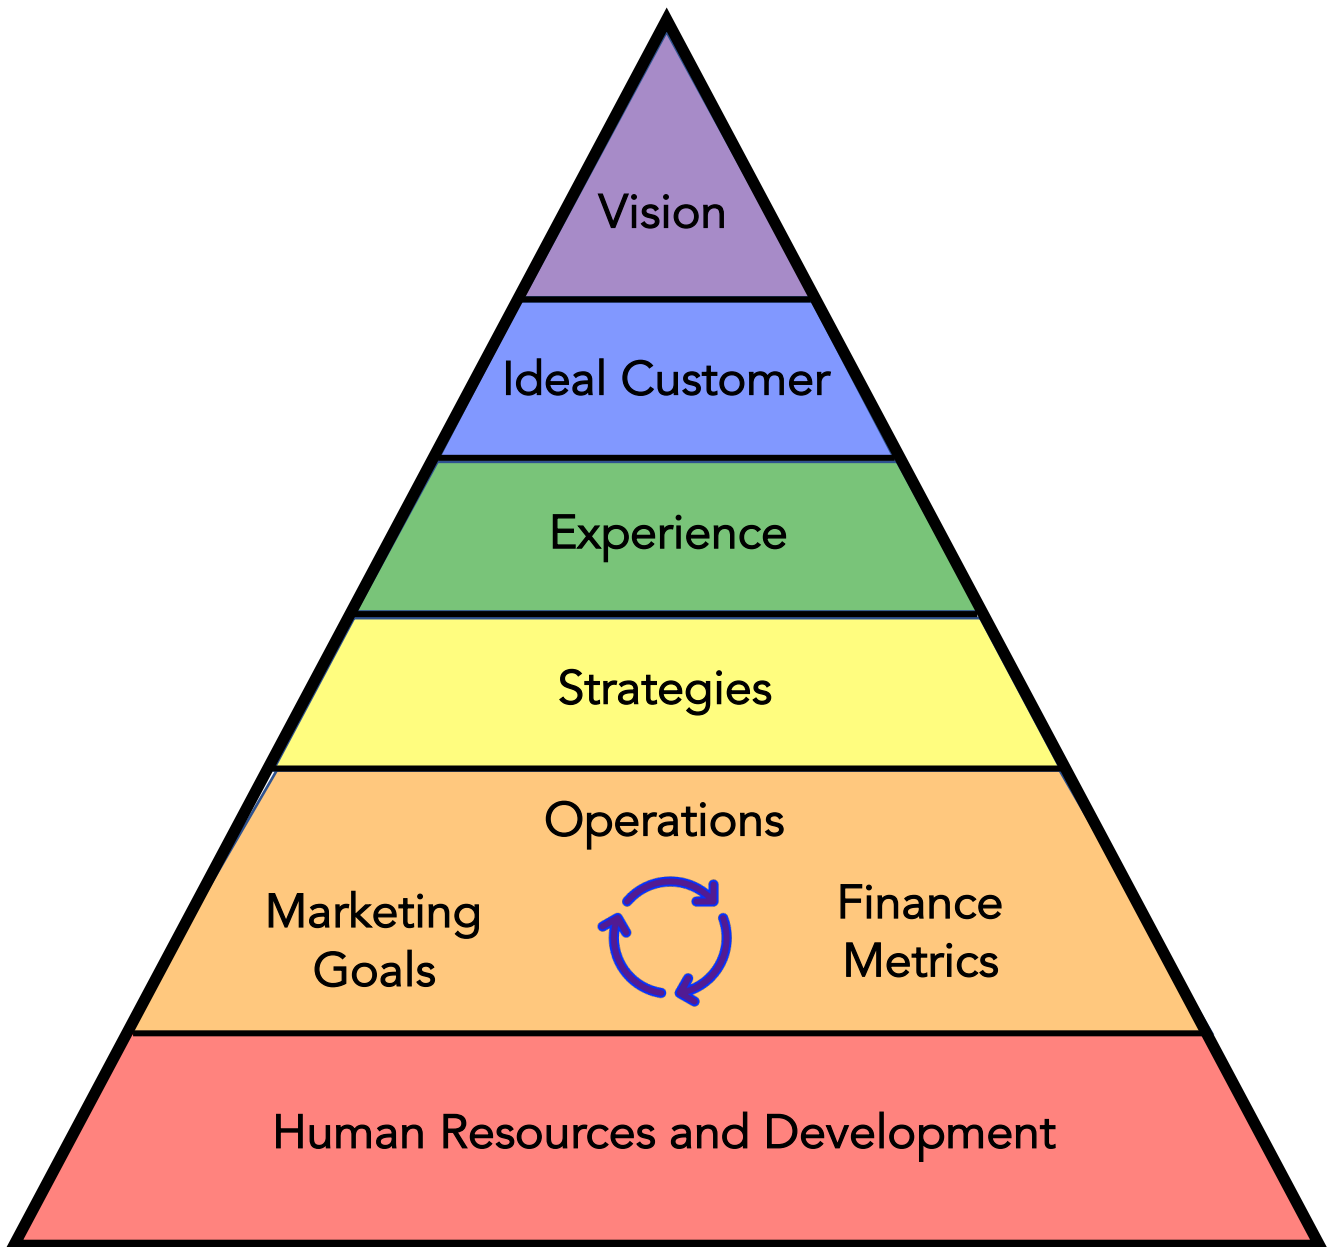 Vision
Ideal Customer
Experience
Strategies
Operations
Marketing
Goals
Finance
Metrics
Human Resources and Development